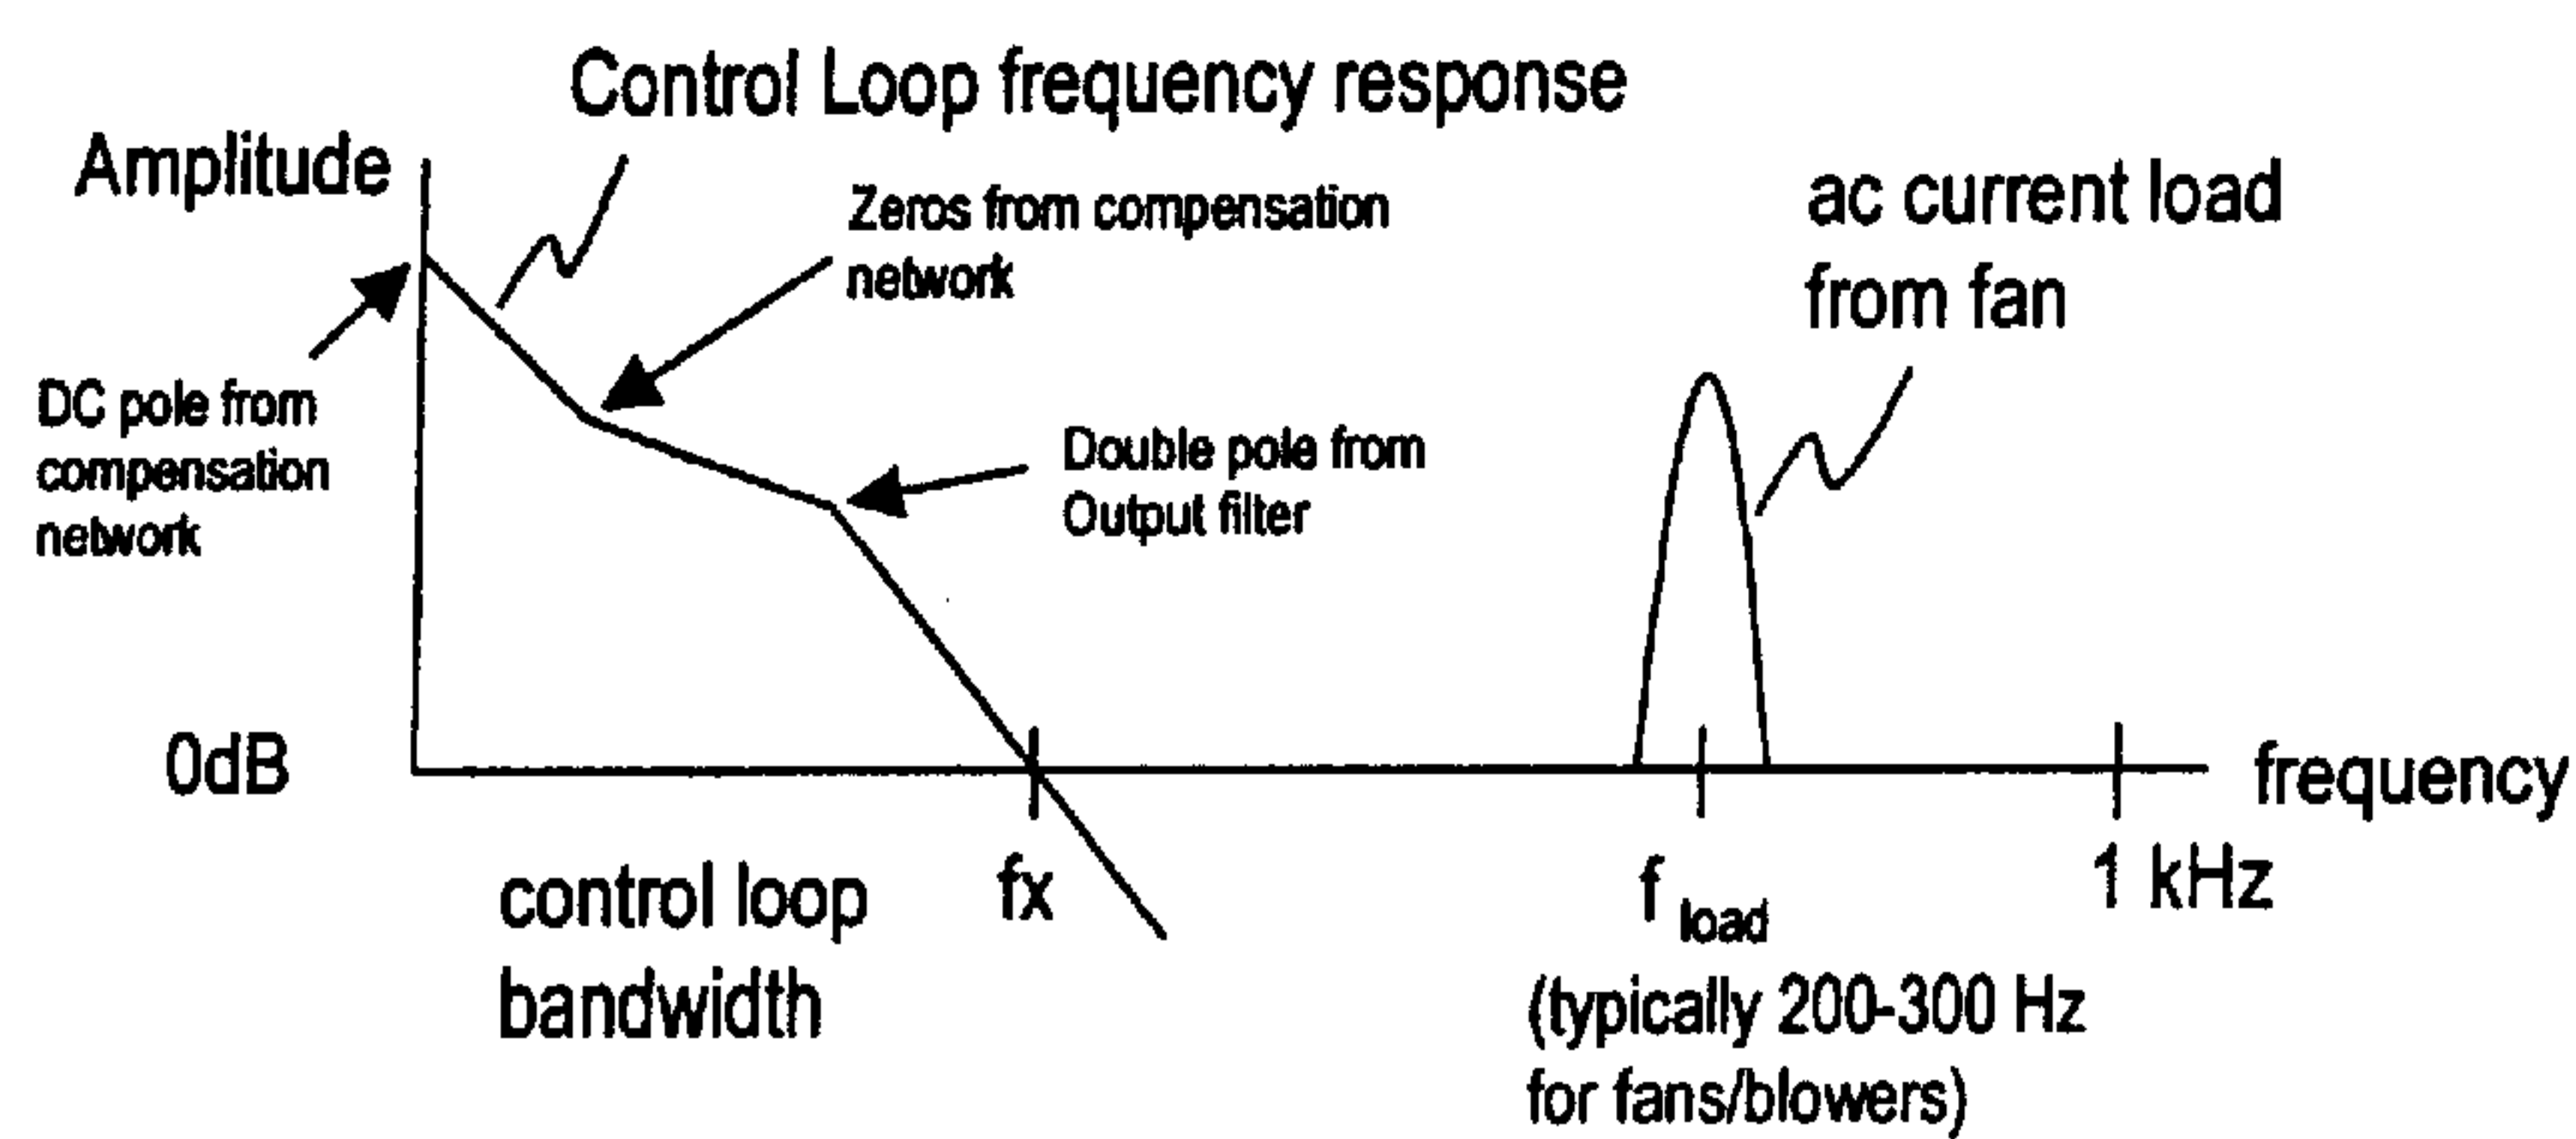 Control Loop frequency response
Amplitude
Zeros from compensation
network
ac current load
from fan
DC pole from
compensation
network
Double pole from
Output filter
0dB
frequency
control loop
bandwidth
fx
f load
1 kHz
(typically 200-300 Hz
for fans/blowers)